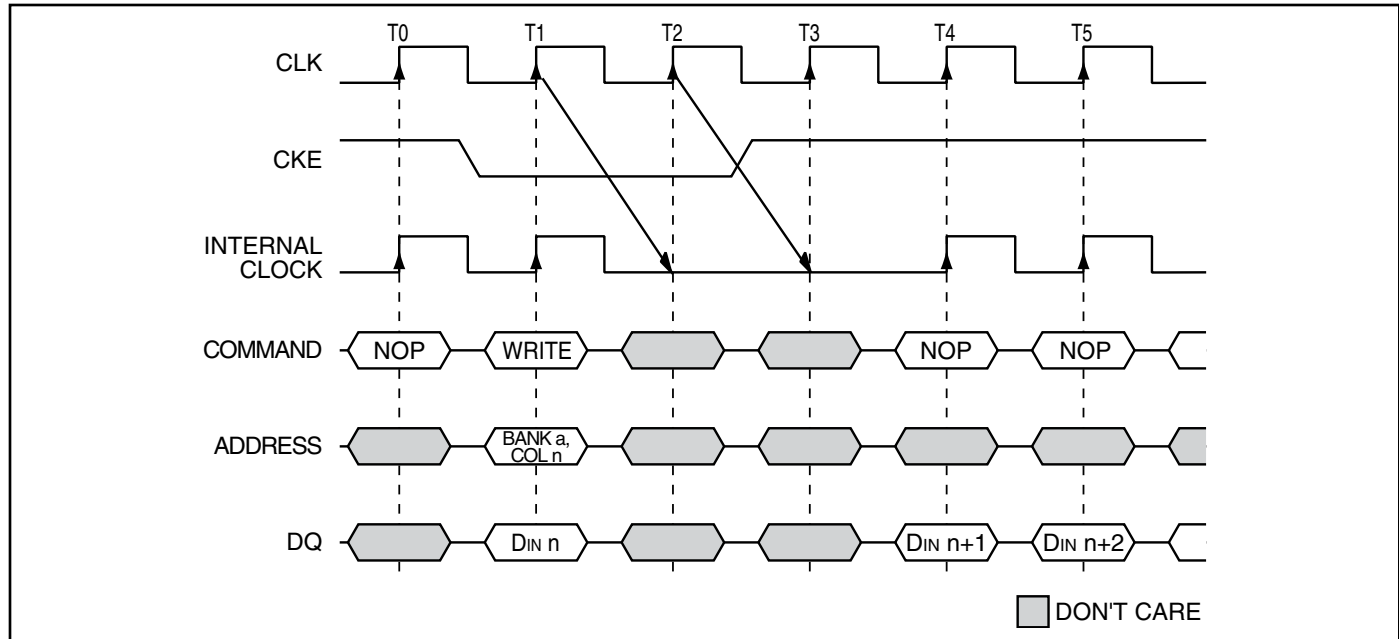 T0 T1 T2 T3 T4 T5
CLK
CKE
INTERNAL
CLOCK
COMMAND NOP WRITE NOP NOP
ADDRESS BANK a,
COL n
DQ DIN n DIN n+1 DIN n+2
DON'T CARE